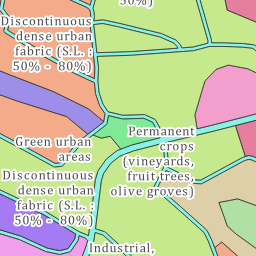 50%)
Discontinuous
dense urban
fabric (S.L. :
50% -  80%)
Green urban
areas
Permanent
crops
(vineyards,
fruit trees,
olive groves)
Discontinuous
dense urban
fabric (S.L. :
50% -  80%)
Industrial,